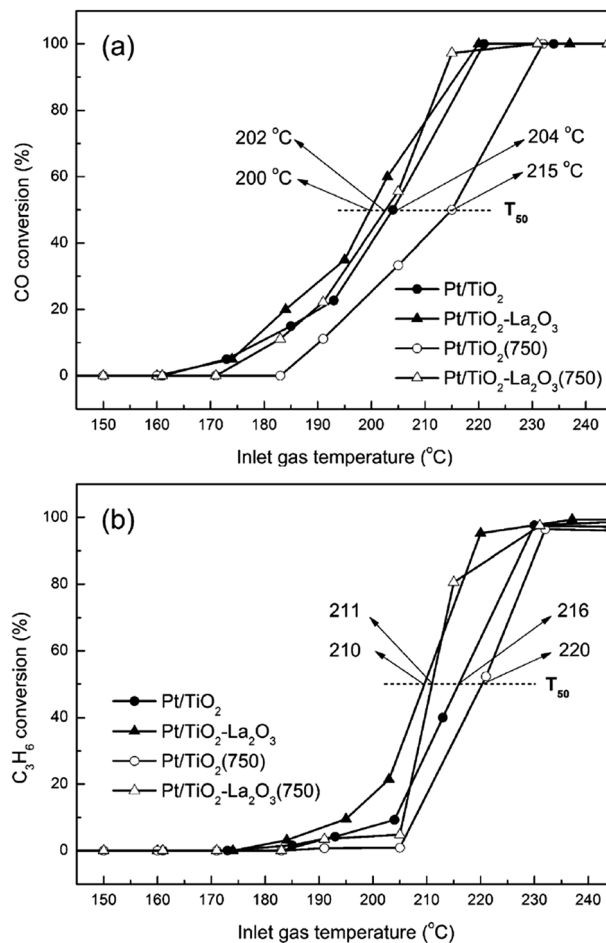 (a)
100
80
60
40
20
0
CO conversion (%)
202 °C
200 °C
204 °C
215 °C
T50
Pt/TiO2
Pt/TiO2-La2O3
Pt/TiO2(750)
Pt/TiO2-La2O3(750)
150 160 170 180 190 200 210 220 230 240
Inlet gas temperature (°C)
(b)
100
80
60
40
20
0
C3H6 conversion (%)
211
210
216
220
T50
Pt/TiO2
Pt/TiO2-La2O3
Pt/TiO2(750)
Pt/TiO2-La2O3(750)
150 160 170 180 190 200 210 220 230 240
Inlet gas temperature (°C)